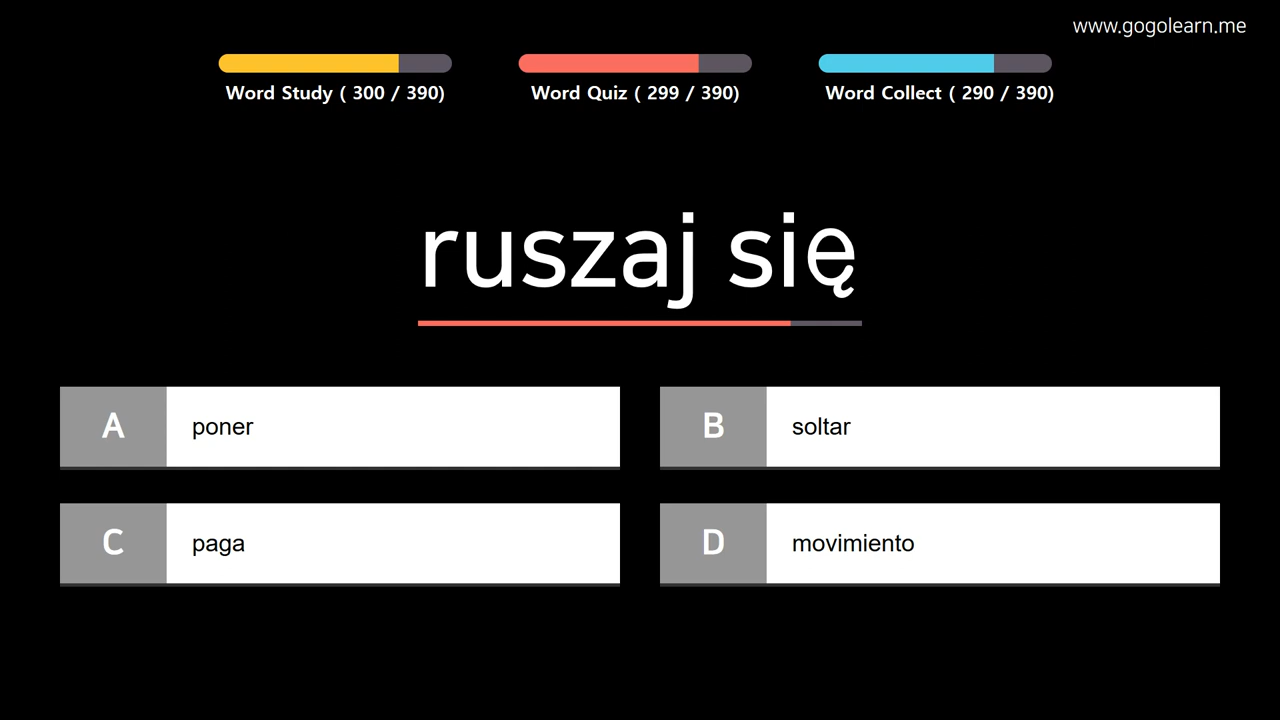 www.gogolearn.me
Word Study ( 300 / 390)
Word Quiz ( 299 / 390)
Word Collect ( 290 / 390)
ruszaj się
A poner
B soltar
C paga
D movimiento